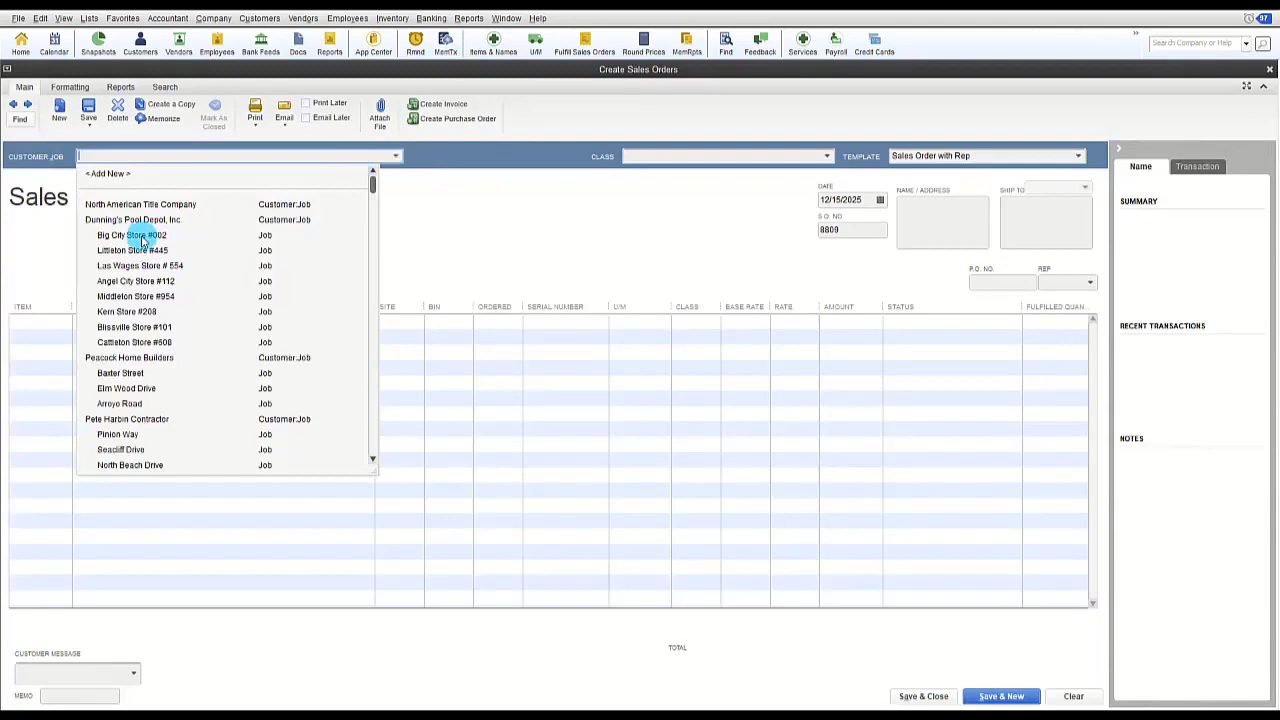 File Edit View Lists Favorites Accountant Company Customers Vendors Employees Inventory Banking Reports Window Help 97
Home Calendar Snapshots Customers Vendors Employees Bank Feeds Docs Reports App Center Rmnd MemTx Items & Names U/M Fulfill Sales Orders Round Prices MemRpts Find Feedback Services Payroll Credit Cards Search Company or Help
Create Sales Orders
Main Formatting Reports Search
Find New Save Delete Create a Copy Memorize Mark As Closed Print Email Print Later Email Later Attach File Create Invoice Create Purchase Order
CUSTOMER:JOB CLASS TEMPLATE Sales Order with Rep
Name Transaction
< Add New >
Sales
DATE NAME / ADDRESS SHIP TO
12/15/2025
S.O. NO.
8809
SUMMARY
North American Title Company Customer:Job
Dunning's Pool Depot, Inc. Customer:Job
Big City Store #002 Job
Littleton Store #445 Job
Las Wages Store # 554 Job
Angel City Store #112 Job
Middleton Store #954 Job
Kern Store #208 Job
Blissville Store #101 Job
Cattleton Store #608 Job
Peacock Home Builders Customer:Job
Baxter Street Job
Elm Wood Drive Job
Arroyo Road Job
Pete Harbin Contractor Customer:Job
Pinion Way Job
Seacliff Drive Job
North Beach Drive Job
P.O. NO. REP
ITEM SITE BIN ORDERED SERIAL NUMBER U/M CLASS BASE RATE RATE AMOUNT STATUS FULFILLED QUAN
RECENT TRANSACTIONS
NOTES
TOTAL
CUSTOMER MESSAGE
MEMO
Save & Close Save & New Clear